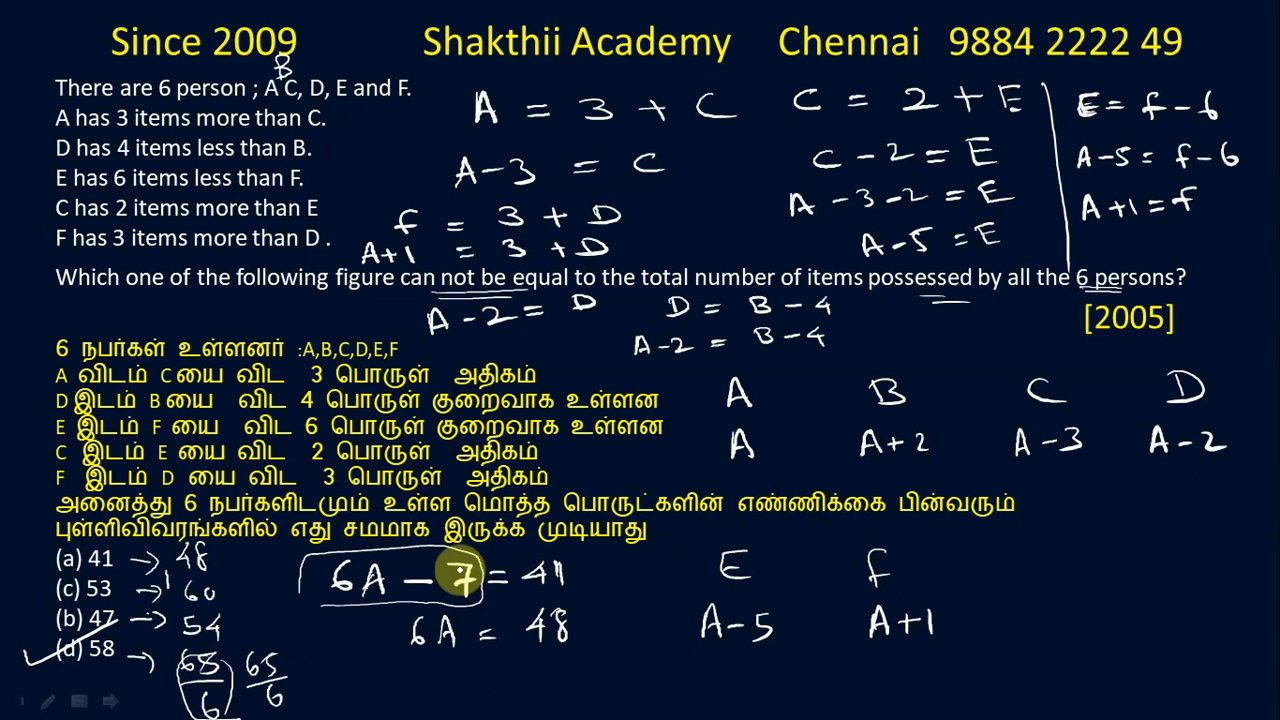 Since 2009 Shakthii Academy Chennai 9884 2222 49
B
There are 6 person ; A C, D, E and F.
A has 3 items more than C.
D has 4 items less than B.
E has 6 items less than F.
C has 2 items more than E
F has 3 items more than D .
A = 3 + C
A - 3 = C
f = 3 + D
A+1 = 3 + D
C = 2 + E
C - 2 = E
A - 3 - 2 = E
A - 5 = E
E = f - 6
A - 5 = f - 6
A + 1 = f
Which one of the following figure can not be equal to the total number of items possessed by all the 6 persons?
[2005]
A - 2 = D
D = B - 4
A - 2 = B - 4
6 நபர்கள் உள்ளனர் :A,B,C,D,E,F
A விடம் Cயை விட 3 பொருள் அதிகம்
D இடம் B யை விட 4 பொருள் குறைவாக உள்ளன
E இடம் F யை விட 6 பொருள் குறைவாக உள்ளன
C இடம் E யை விட 2 பொருள் அதிகம்
F இடம் D யை விட 3 பொருள் அதிகம்
அனைத்து 6 நபர்களிடமும் உள்ள மொத்த பொருட்களின் எண்ணிக்கை பின்வரும்
புள்ளிவிவரங்களில் எது சமமாக இருக்க முடியாது
A B C D
A A+2 A-3 A-2
E f
A-5 A+1
(a) 41 → 48
(c) 53 → 60
(b) 47 → 54
(d) 58 →
65
6
6A - 7 = 41
6A = 48